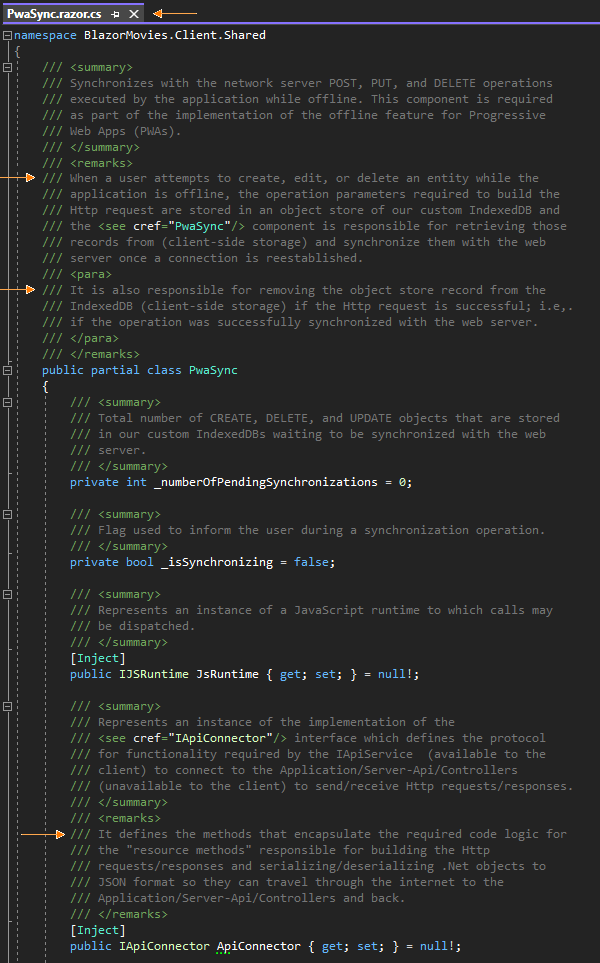 PwaSync.razor.cs
namespace BlazorMovies.Client.Shared
{
/// <summary>
/// Synchronizes with the network server POST, PUT, and DELETE operations
/// executed by the application while offline. This component is required
/// as part of the implementation of the offline feature for Progressive
/// Web Apps (PWAs).
/// </summary>
/// <remarks>
/// When a user attempts to create, edit, or delete an entity while the
/// application is offline, the operation parameters required to build the
/// Http request are stored in an object store of our custom IndexedDB and
/// the <see cref="PwaSync"/> component is responsible for retrieving those
/// records from (client-side storage) and synchronize them with the web
/// server once a connection is reestablished.
/// <para>
/// It is also responsible for removing the object store record from the
/// IndexedDB (client-side storage) if the Http request is successful; i.e,.
/// if the operation was successfully synchronized with the web server.
/// </para>
/// </remarks>
public partial class PwaSync
{
/// <summary>
/// Total number of CREATE, DELETE, and UPDATE objects that are stored
/// in our custom IndexedDBs waiting to be synchronized with the web
/// server.
/// </summary>
private int _numberOfPendingSynchronizations = 0;
/// <summary>
/// Flag used to inform the user during a synchronization operation.
/// </summary>
private bool _isSynchronizing = false;
/// <summary>
/// Represents an instance of a JavaScript runtime to which calls may
/// be dispatched.
/// </summary>
[Inject]
public IJSRuntime JsRuntime { get; set; } = null!;
/// <summary>
/// Represents an instance of the implementation of the
/// <see cref="IApiConnector"/> interface which defines the protocol
/// for functionality required by the IApiService  (available to the
/// client) to connect to the Application/Server-Api/Controllers
/// (unavailable to the client) to send/receive Http requests/responses.
/// </summary>
/// <remarks>
/// It defines the methods that encapsulate the required code logic for
/// the "resource methods" responsible for building the Http
/// requests/responses and serializing/deserializing .Net objects to
/// JSON format so they can travel through the internet to the
/// Application/Server-Api/Controllers and back.
/// </remarks>
[Inject]
public IApiConnector ApiConnector { get; set; } = null!;